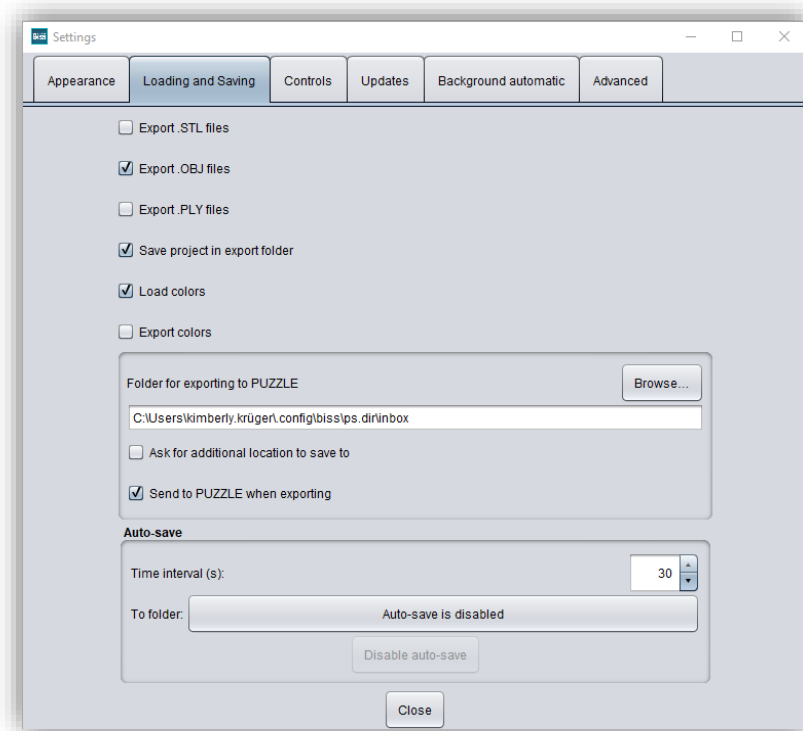 Biss Settings
Appearance Loading and Saving Controls Updates Background automatic Advanced
Export .STL files
Export .OBJ files
Export .PLY files
Save project in export folder
Load colors
Export colors
Folder for exporting to PUZZLE Browse...
C:\Users\kimberly.krüger\.config\biss\ps.dir\inbox
Ask for additional location to save to
Send to PUZZLE when exporting
Auto-save
Time interval (s): 30
To folder: Auto-save is disabled
Disable auto-save
Close